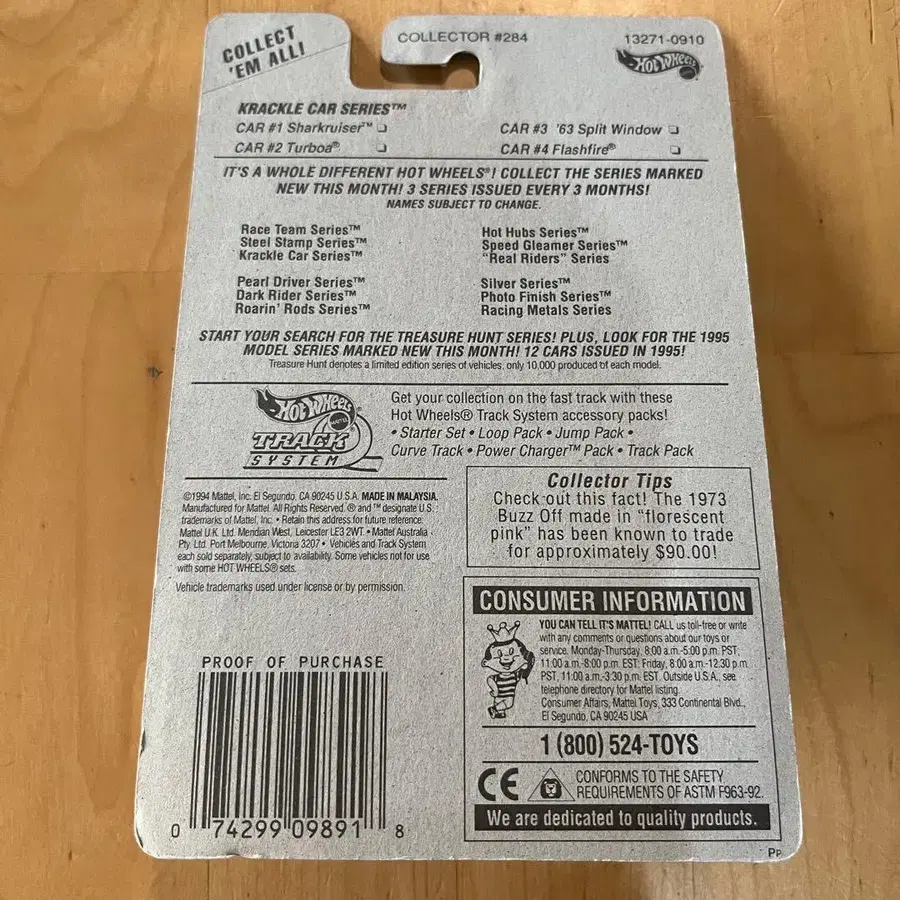 COLLECT
'EM ALL!
COLLECTOR #284
13271-0910
HOT WHEELS
KRACKLE CAR SERIES™
CAR #1 Sharkruiser™
CAR #2 Turboa®
CAR #3 '63 Split Window
CAR #4 Flashfire®
IT'S A WHOLE DIFFERENT HOT WHEELS®! COLLECT THE SERIES MARKED
NEW THIS MONTH! 3 SERIES ISSUED EVERY 3 MONTHS!
NAMES SUBJECT TO CHANGE.
Race Team Series™
Steel Stamp Series™
Krackle Car Series™
Hot Hubs Series™
Speed Gleamer Series™
"Real Riders" Series
Pearl Driver Series™
Dark Rider Series™
Roarin' Rods Series™
Silver Series™
Photo Finish Series™
Racing Metals Series
START YOUR SEARCH FOR THE TREASURE HUNT SERIES! PLUS, LOOK FOR THE 1995
MODEL SERIES MARKED NEW THIS MONTH! 12 CARS ISSUED IN 1995!
Treasure Hunt denotes a limited edition series of vehicles, only 10,000 produced of each model.
HOT WHEELS
TRACK
SYSTEM
Get your collection on the fast track with these
Hot Wheels® Track System accessory packs!
• Starter Set • Loop Pack • Jump Pack •
Curve Track • Power Charger™ Pack • Track Pack
©1994 Mattel, Inc. El Segundo, CA 90245 U.S.A. MADE IN MALAYSIA.
Manufactured for Mattel. All Rights Reserved. ® and ™ designate U.S.
trademarks of Mattel, Inc. • Retain this address for future reference:
Mattel U.K. Ltd. Meridian West, Leicester LE3 2WT. • Mattel Australia
Pty. Ltd. Port Melbourne, Victoria 3207 • Vehicles and Track System
each sold separately, subject to availability. Some vehicles not for use
with some HOT WHEELS® sets.
Vehicle trademarks used under license or by permission.
Collector Tips
Check out this fact! The 1973
Buzz Off made in "florescent
pink" has been known to trade
for approximately $90.00!
CONSUMER INFORMATION
YOU CAN TELL IT'S MATTEL! CALL us toll-free or write
with any comments or questions about our toys or
service. Monday-Thursday, 8:00 a.m.-5:00 p.m. PST,
11:00 a.m.-8:00 p.m. EST: Friday, 8:00 a.m.-12:30 p.m.
PST, 11:00 a.m.-3:30 p.m. EST. Outside U.S.A., see
telephone directory for Mattel listing.
Consumer Affairs, Mattel Toys, 333 Continental Blvd.,
El Segundo, CA 90245 USA
1 (800) 524-TOYS
CE
CONFORMS TO THE SAFETY
REQUIREMENTS OF ASTM F963-92.
We are dedicated to quality products.
PROOF OF PURCHASE
0 74299 09891 8
PP